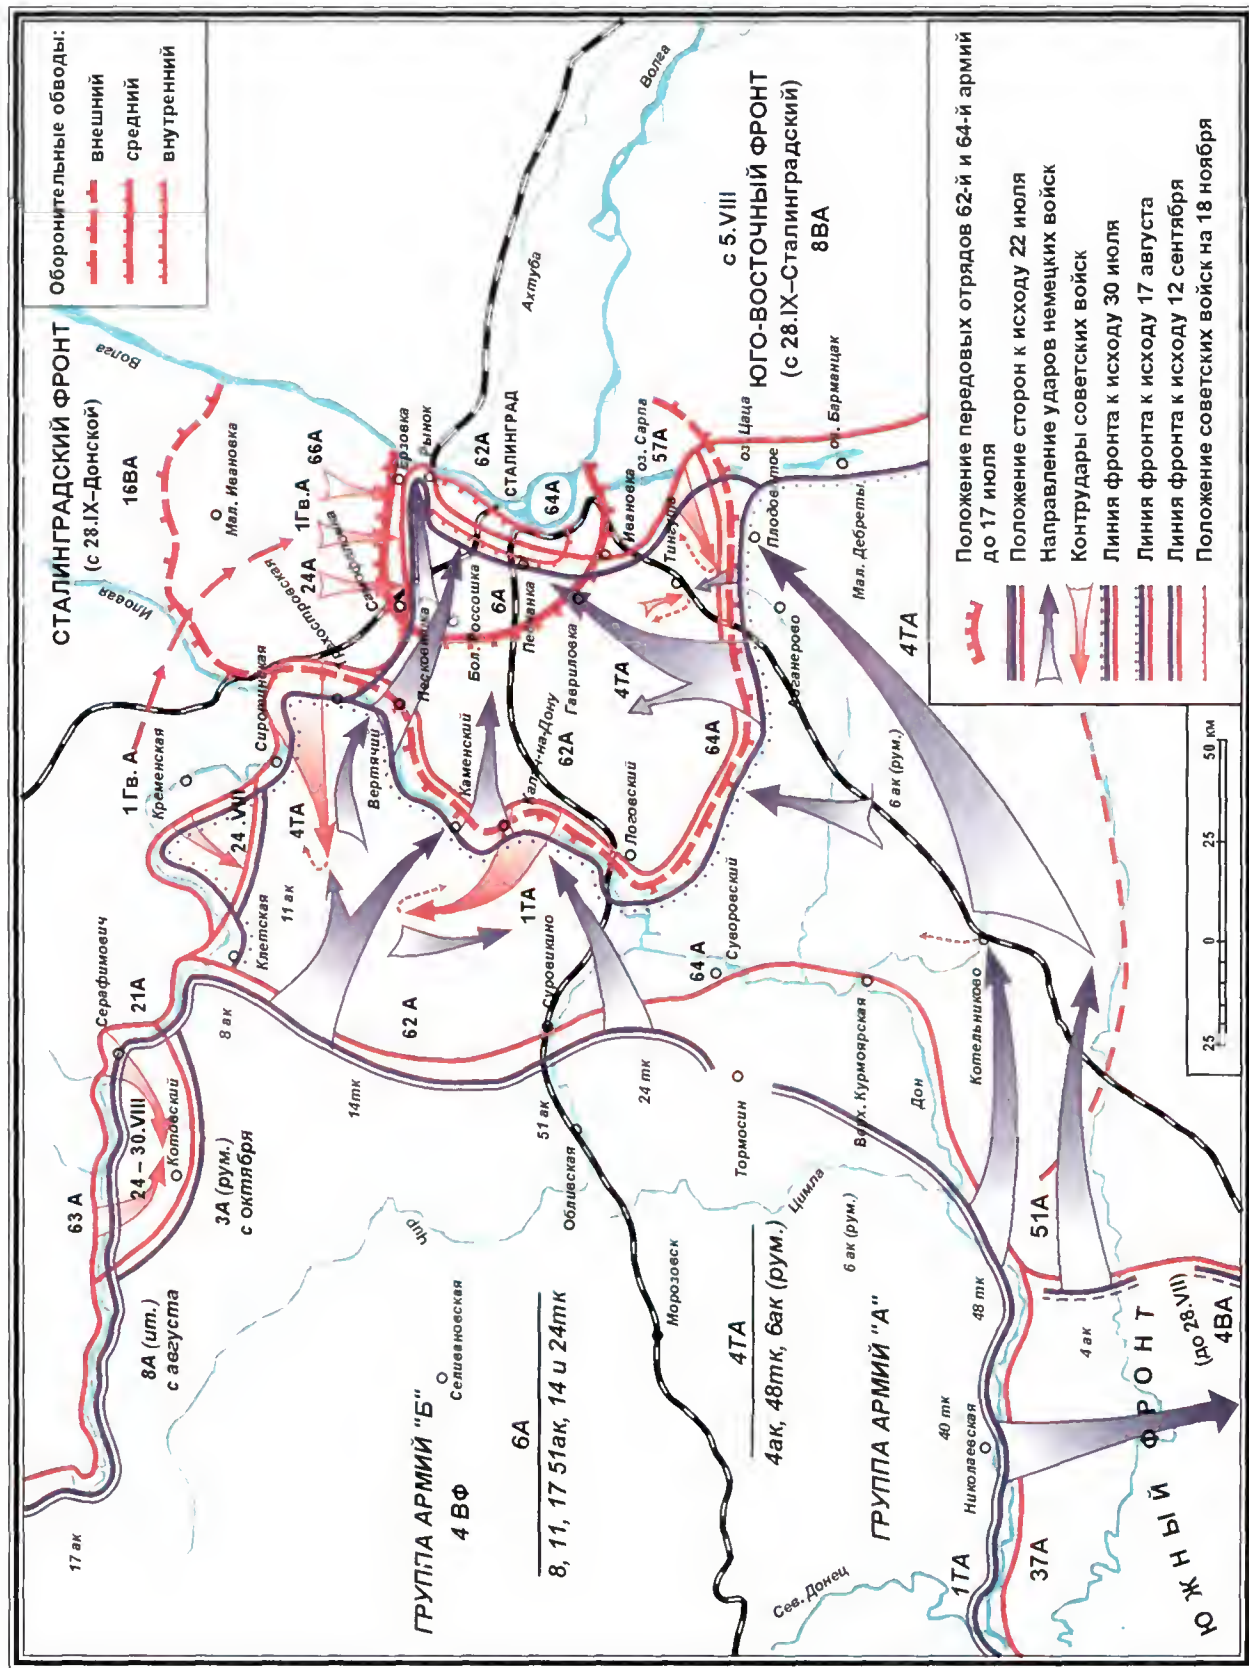 СТАЛИНГРАДСКИЙ ФРОНТ
(с 28.IX–Донской)
16ВА
Оборонительные обводы:
внешний
средний
внутренний
Волга
Иловля
Мал. Ивановка
1 Гв. А
1Гв.А
24А
66А
Ерзовка
Рынок
Самофаловка
Трехостровская
Кременская
Сиротинская
24.VIII
4ТА
11 ак
Вертячий
Песковатка
Бол. Россошка
6А
Песчанка
62А
СТАЛИНГРАД
64А
Ахтуба
Волга
ЮГО-ВОСТОЧНЫЙ ФРОНТ
с 5.VIII
(с 28.IX–Сталинградский)
8ВА
Серафимович
21А
Клетская
8 ак
63 А
24 – 30.VIII
Котовский
3А (рум.)
с октября
8А (ит.)
с августа
17 ак
14тк
62 А
Каменский
Калач-на-Дону
62А
1ТА
Гавриловка
4ТА
Ивановка
оз. Сарпа
57А
Тингута
оз. Цаца
Плодовитое
оз. Барманцак
Мал. Дербеты
Абганерово
64А
4ТА
Логовский
Суровикино
64 А
Суворовский
6 ак (рум.)
51 ак
Обливская
24 тк
Тормосин
Верх. Курмоярская
Дон
Котельниково
Чир
Цимла
Селивановская
Морозовск
ГРУППА АРМИЙ "Б"
4 ВФ
6А
8, 11, 17 51ак, 14 и 24тк
4ТА
4ак, 48тк, 6ак (рум.)
6 ак (рум.)
ГРУППА АРМИЙ "А"
48 тк
51А
4 ак
40 тк
Николаевская
Сев. Донец
1ТА
37А
ЮЖНЫЙ ФРОНТ
(до 28.VII)
4ВА
25 0 25 50 км
Положение передовых отрядов 62-й и 64-й армий
до 17 июля
Положение сторон к исходу 22 июля
Направление ударов немецких войск
Контрудары советских войск
Линия фронта к исходу 30 июля
Линия фронта к исходу 17 августа
Линия фронта к исходу 12 сентября
Положение советских войск на 18 ноября